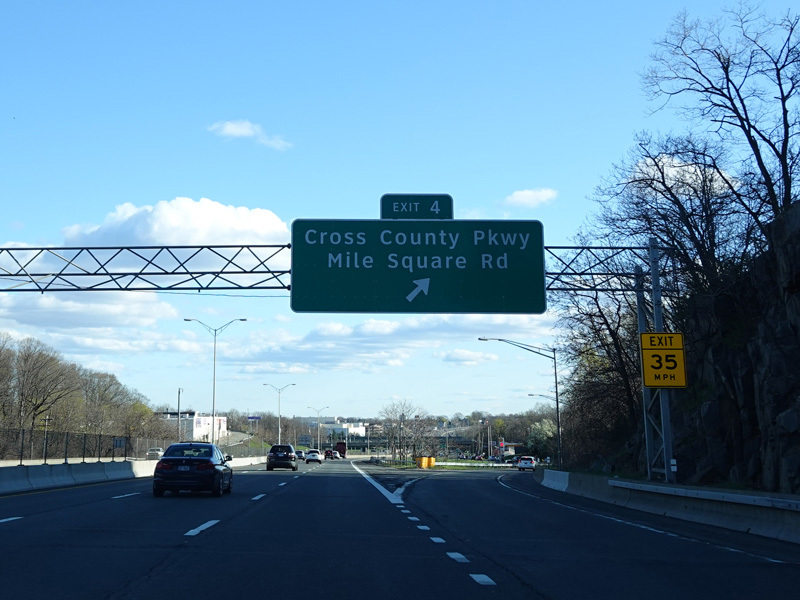 EXIT 4
Cross County Pkwy
Mile Square Rd
EXIT
35
MPH